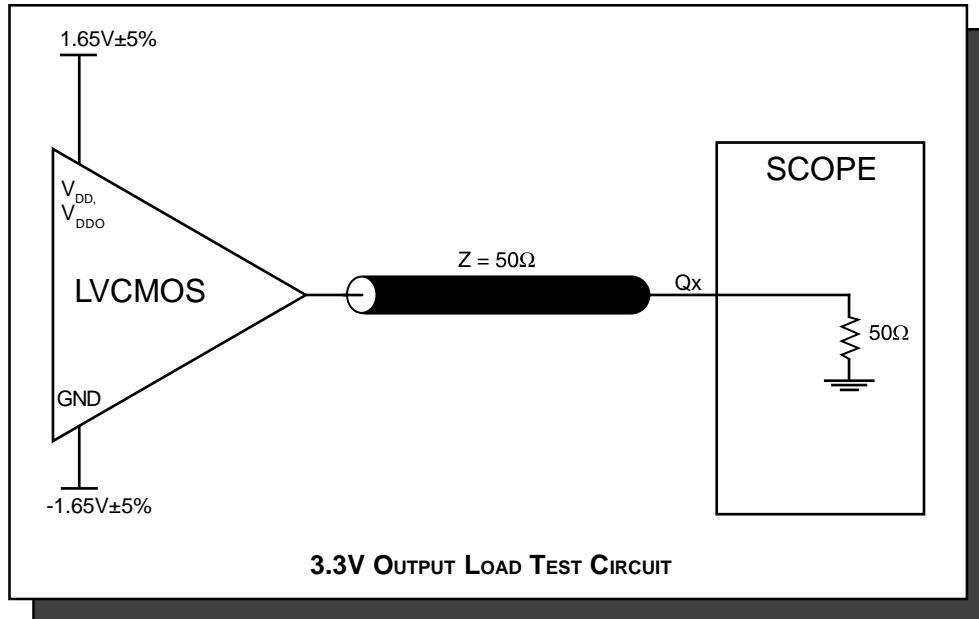 1.65V±5%
SCOPE
VDD,
VDDO
Z = 50Ω
LVCMOS
Qx
50Ω
GND
-1.65V±5%
3.3V OUTPUT LOAD TEST CIRCUIT